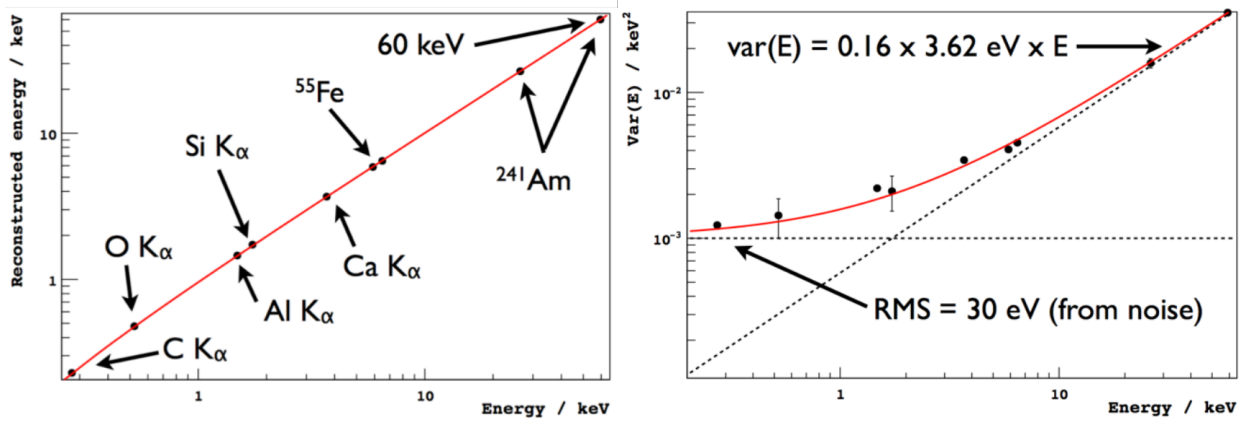 Reconstructed energy / keV
10
1
60 keV
⁵⁵Fe
Si Kα
²⁴¹Am
O Kα
Ca Kα
Al Kα
C Kα
1
10
Energy / keV
Var(E) / keV²
10⁻²
10⁻³
var(E) = 0.16 x 3.62 eV x E
RMS = 30 eV (from noise)
1
10
Energy / keV